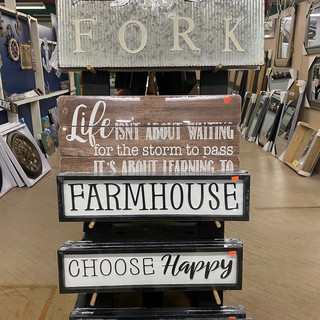 FORK
Life ISN'T ABOUT WAITING
for the storm to pass
IT'S ABOUT LEARNING TO
FARMHOUSE
CHOOSE Happy